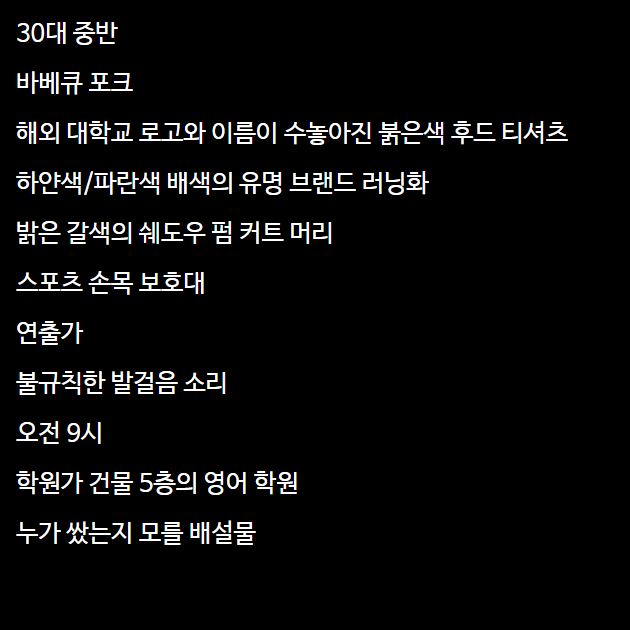 30대 중반
바베큐 포크
해외 대학교 로고와 이름이 수놓아진 붉은색 후드 티셔츠
하얀색/파란색 배색의 유명 브랜드 러닝화
밝은 갈색의 쉐도우 펌 커트 머리
스포츠 손목 보호대
연출가
불규칙한 발걸음 소리
오전 9시
학원가 건물 5층의 영어 학원
누가 쌌는지 모를 배설물